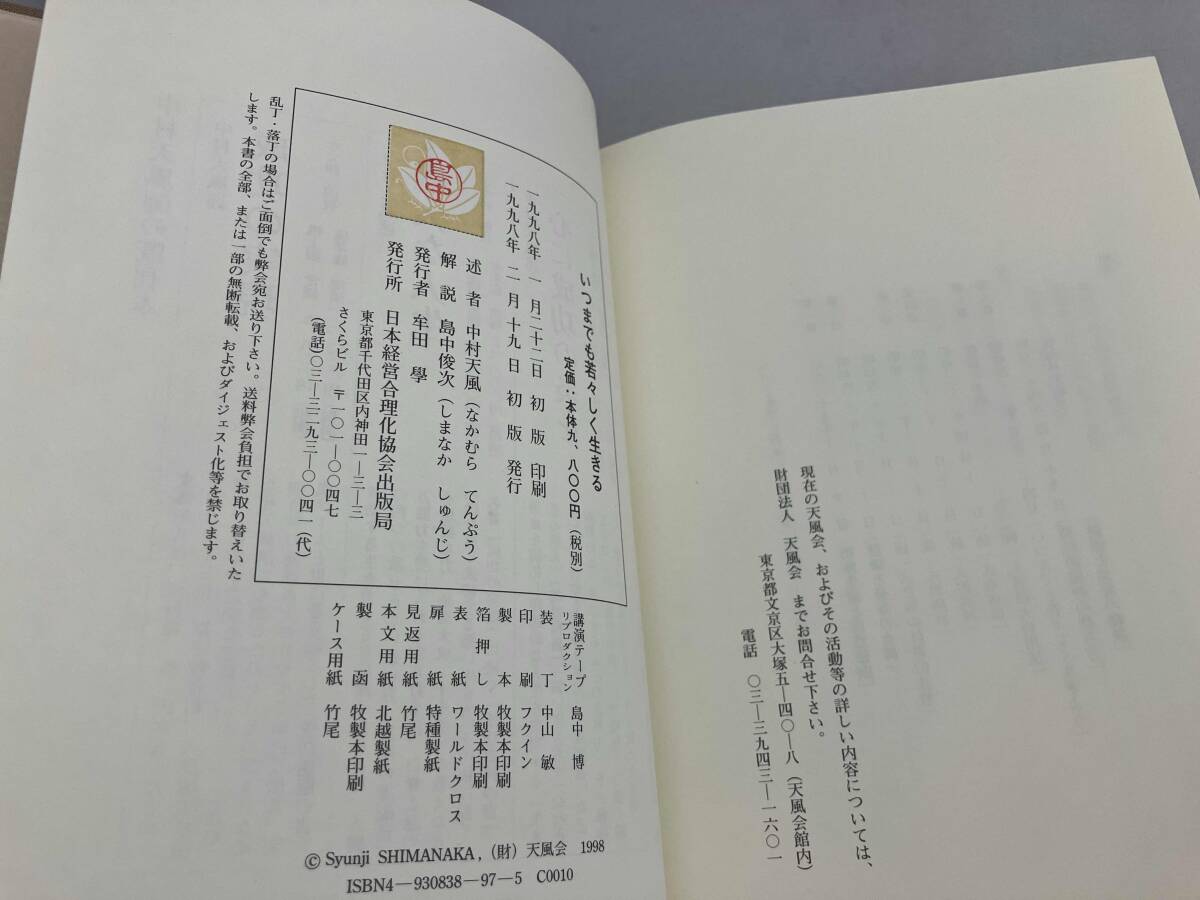 現在の天風会、およびその活動等の詳しい内容については、
財団法人　天風会　までお問合せ下さい。
東京都文京区大塚五―四〇―八（天風会館内）
電話　〇三―三九四三―一六〇一
いつまでも若々しく生きる
定価：本体九、八〇〇円（税別）
一九九八年　一　月二十二日　初　版　印刷
一九九八年　二　月　十九　日　初　版　発行
述　者　中村天風（なかむら　てんぷう）
解　説　島中俊次（しまなか　しゅんじ）
発行者　牟田　學
発行所　日本経営合理化協会出版局
東京都千代田区内神田一―三―三
さくらビル　〒一〇一―〇〇四七
（電話）〇三―三二九三―〇〇四一（代）
島中
乱丁・落丁の場合はご面倒でも弊会宛お送り下さい。送料弊会負担でお取り替えいた
します。本書の全部、または一部の無断転載、およびダイジェスト化等を禁じます。
講演テープ
リプロダクション　島中　博
装　丁　中山　敏
印　刷　フクイン
製　本　牧製本印刷
箔　押　し　牧製本印刷
表　紙　ワールドクロス
扉　紙　特種製紙
見　返　用　紙　竹尾
本　文　用　紙　北越製紙
製　函　牧製本印刷
ケース用紙　竹尾
© Syunji SHIMANAKA,（財）天風会　1998
ISBN4―930838―97―5　C0010